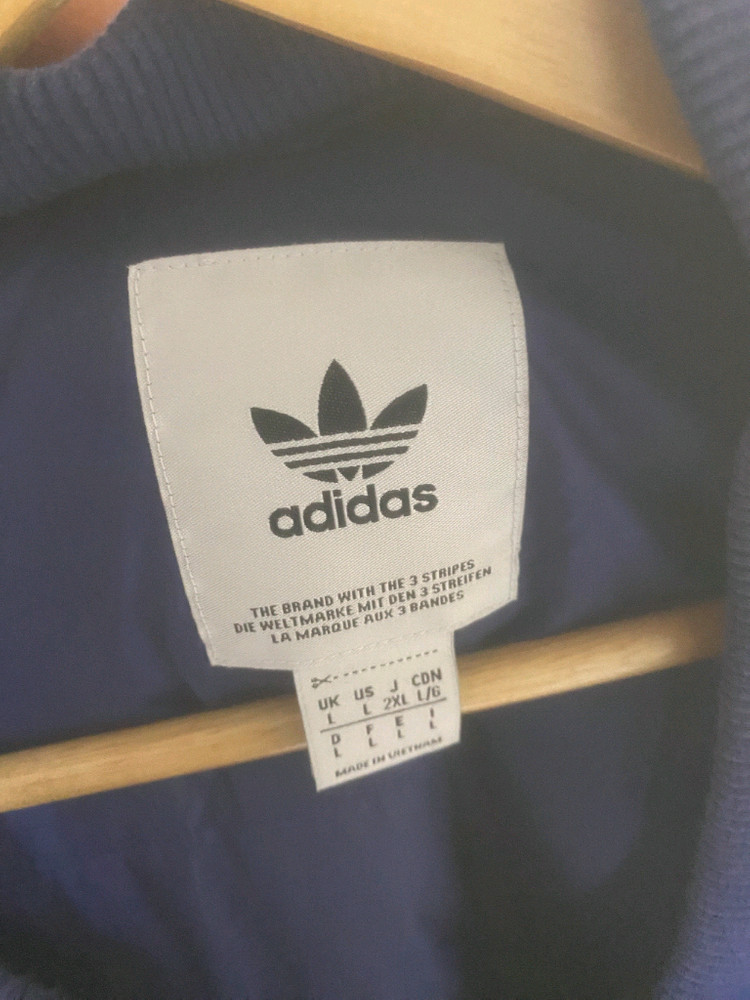 adidas
THE BRAND WITH THE 3 STRIPES
DIE WELTMARKE MIT DEN 3 STREIFEN
LA MARQUE AUX 3 BANDES
UK US J CDN
L L 2XL L/G
D F E I
L L L L
MADE IN VIETNAM